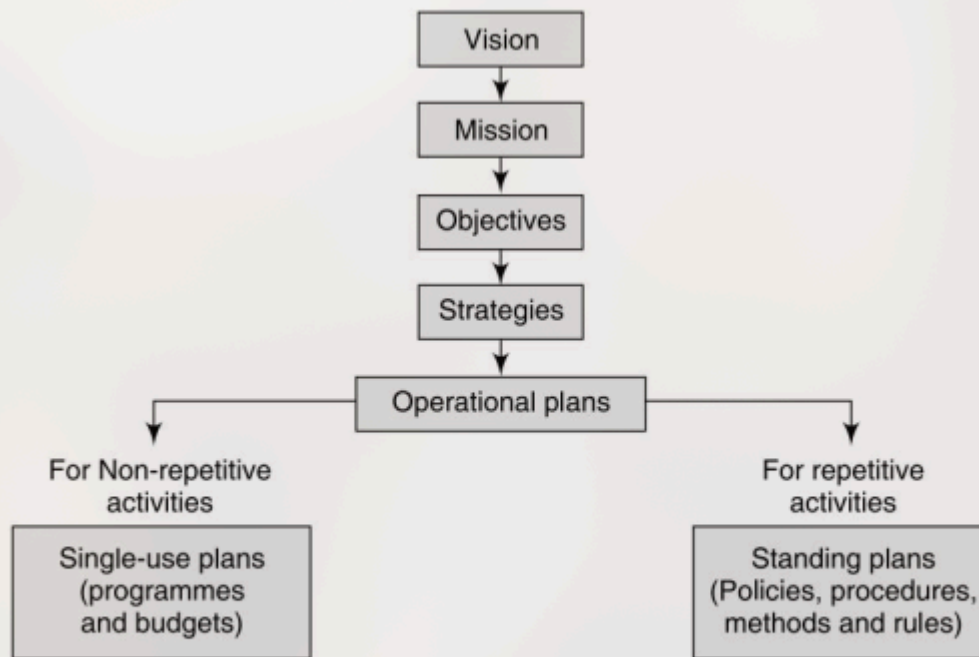 Vision
Mission
Objectives
Strategies
Operational plans
For Non-repetitive
activities
Single-use plans
(programmes
and budgets)
For repetitive
activities
Standing plans
(Policies, procedures,
methods and rules)